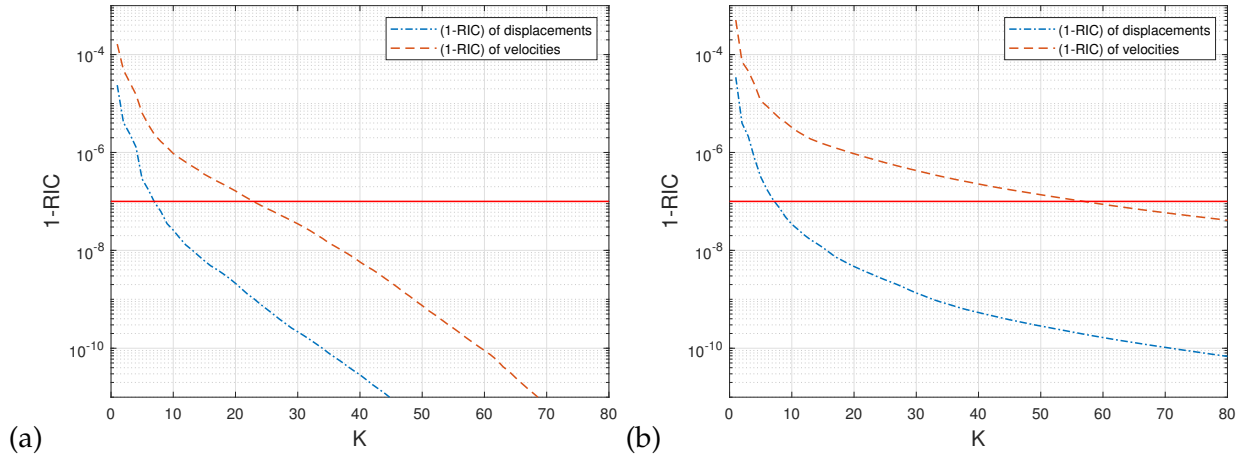 (1-RIC) of displacements
(1-RIC) of velocities
10^-4
10^-6
10^-8
10^-10
1-RIC
0 10 20 30 40 50 60 70 80
K
(a)
(1-RIC) of displacements
(1-RIC) of velocities
10^-4
10^-6
10^-8
10^-10
1-RIC
0 10 20 30 40 50 60 70 80
K
(b)